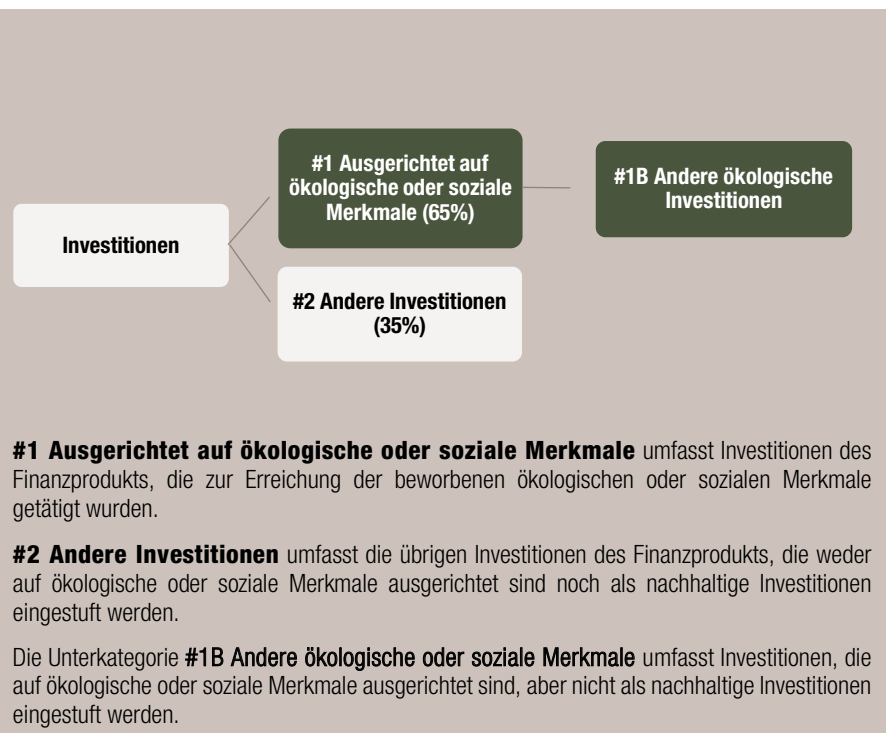 #1 Ausgerichtet auf
ökologische oder soziale
Merkmale (65%)
#1B Andere ökologische
Investitionen
Investitionen
#2 Andere Investitionen
(35%)
#1 Ausgerichtet auf ökologische oder soziale Merkmale umfasst Investitionen des
Finanzprodukts, die zur Erreichung der beworbenen ökologischen oder sozialen Merkmale
getätigt wurden.
#2 Andere Investitionen umfasst die übrigen Investitionen des Finanzprodukts, die weder
auf ökologische oder soziale Merkmale ausgerichtet sind noch als nachhaltige Investitionen
eingestuft werden.
Die Unterkategorie #1B Andere ökologische oder soziale Merkmale umfasst Investitionen, die
auf ökologische oder soziale Merkmale ausgerichtet sind, aber nicht als nachhaltige Investitionen
eingestuft werden.